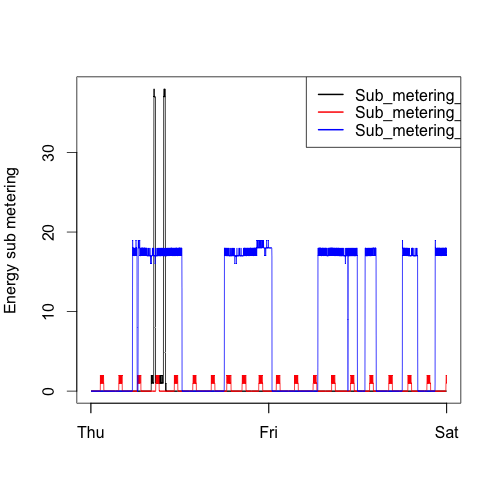 Sub_metering_
Sub_metering_
Sub_metering_
Energy sub metering
0
10
20
30
Thu
Fri
Sat